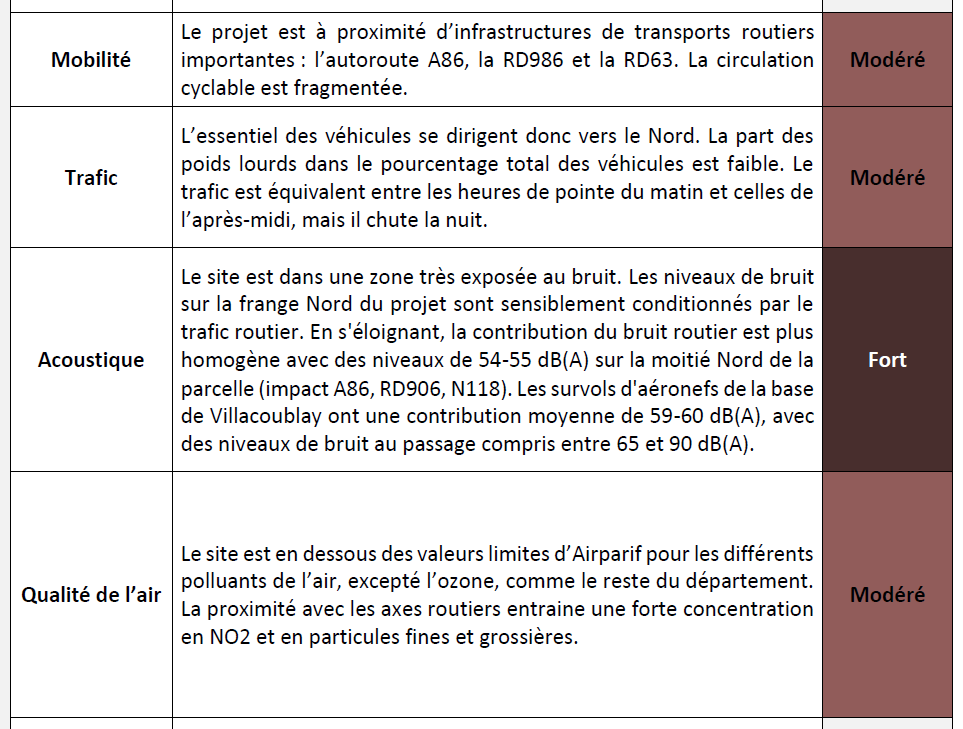 Mobilité
Le projet est à proximité d’infrastructures de transports routiers
importantes : l’autoroute A86, la RD986 et la RD63. La circulation
cyclable est fragmentée.
Modéré
Trafic
L’essentiel des véhicules se dirigent donc vers le Nord. La part des
poids lourds dans le pourcentage total des véhicules est faible. Le
trafic est équivalent entre les heures de pointe du matin et celles de
l’après-midi, mais il chute la nuit.
Modéré
Acoustique
Le site est dans une zone très exposée au bruit. Les niveaux de bruit
sur la frange Nord du projet sont sensiblement conditionnés par le
trafic routier. En s'éloignant, la contribution du bruit routier est plus
homogène avec des niveaux de 54-55 dB(A) sur la moitié Nord de la
parcelle (impact A86, RD906, N118). Les survols d'aéronefs de la base
de Villacoublay ont une contribution moyenne de 59-60 dB(A), avec
des niveaux de bruit au passage compris entre 65 et 90 dB(A).
Fort
Qualité de l’air
Le site est en dessous des valeurs limites d’Airparif pour les différents
polluants de l’air, excepté l’ozone, comme le reste du département.
La proximité avec les axes routiers entraine une forte concentration
en NO2 et en particules fines et grossières.
Modéré